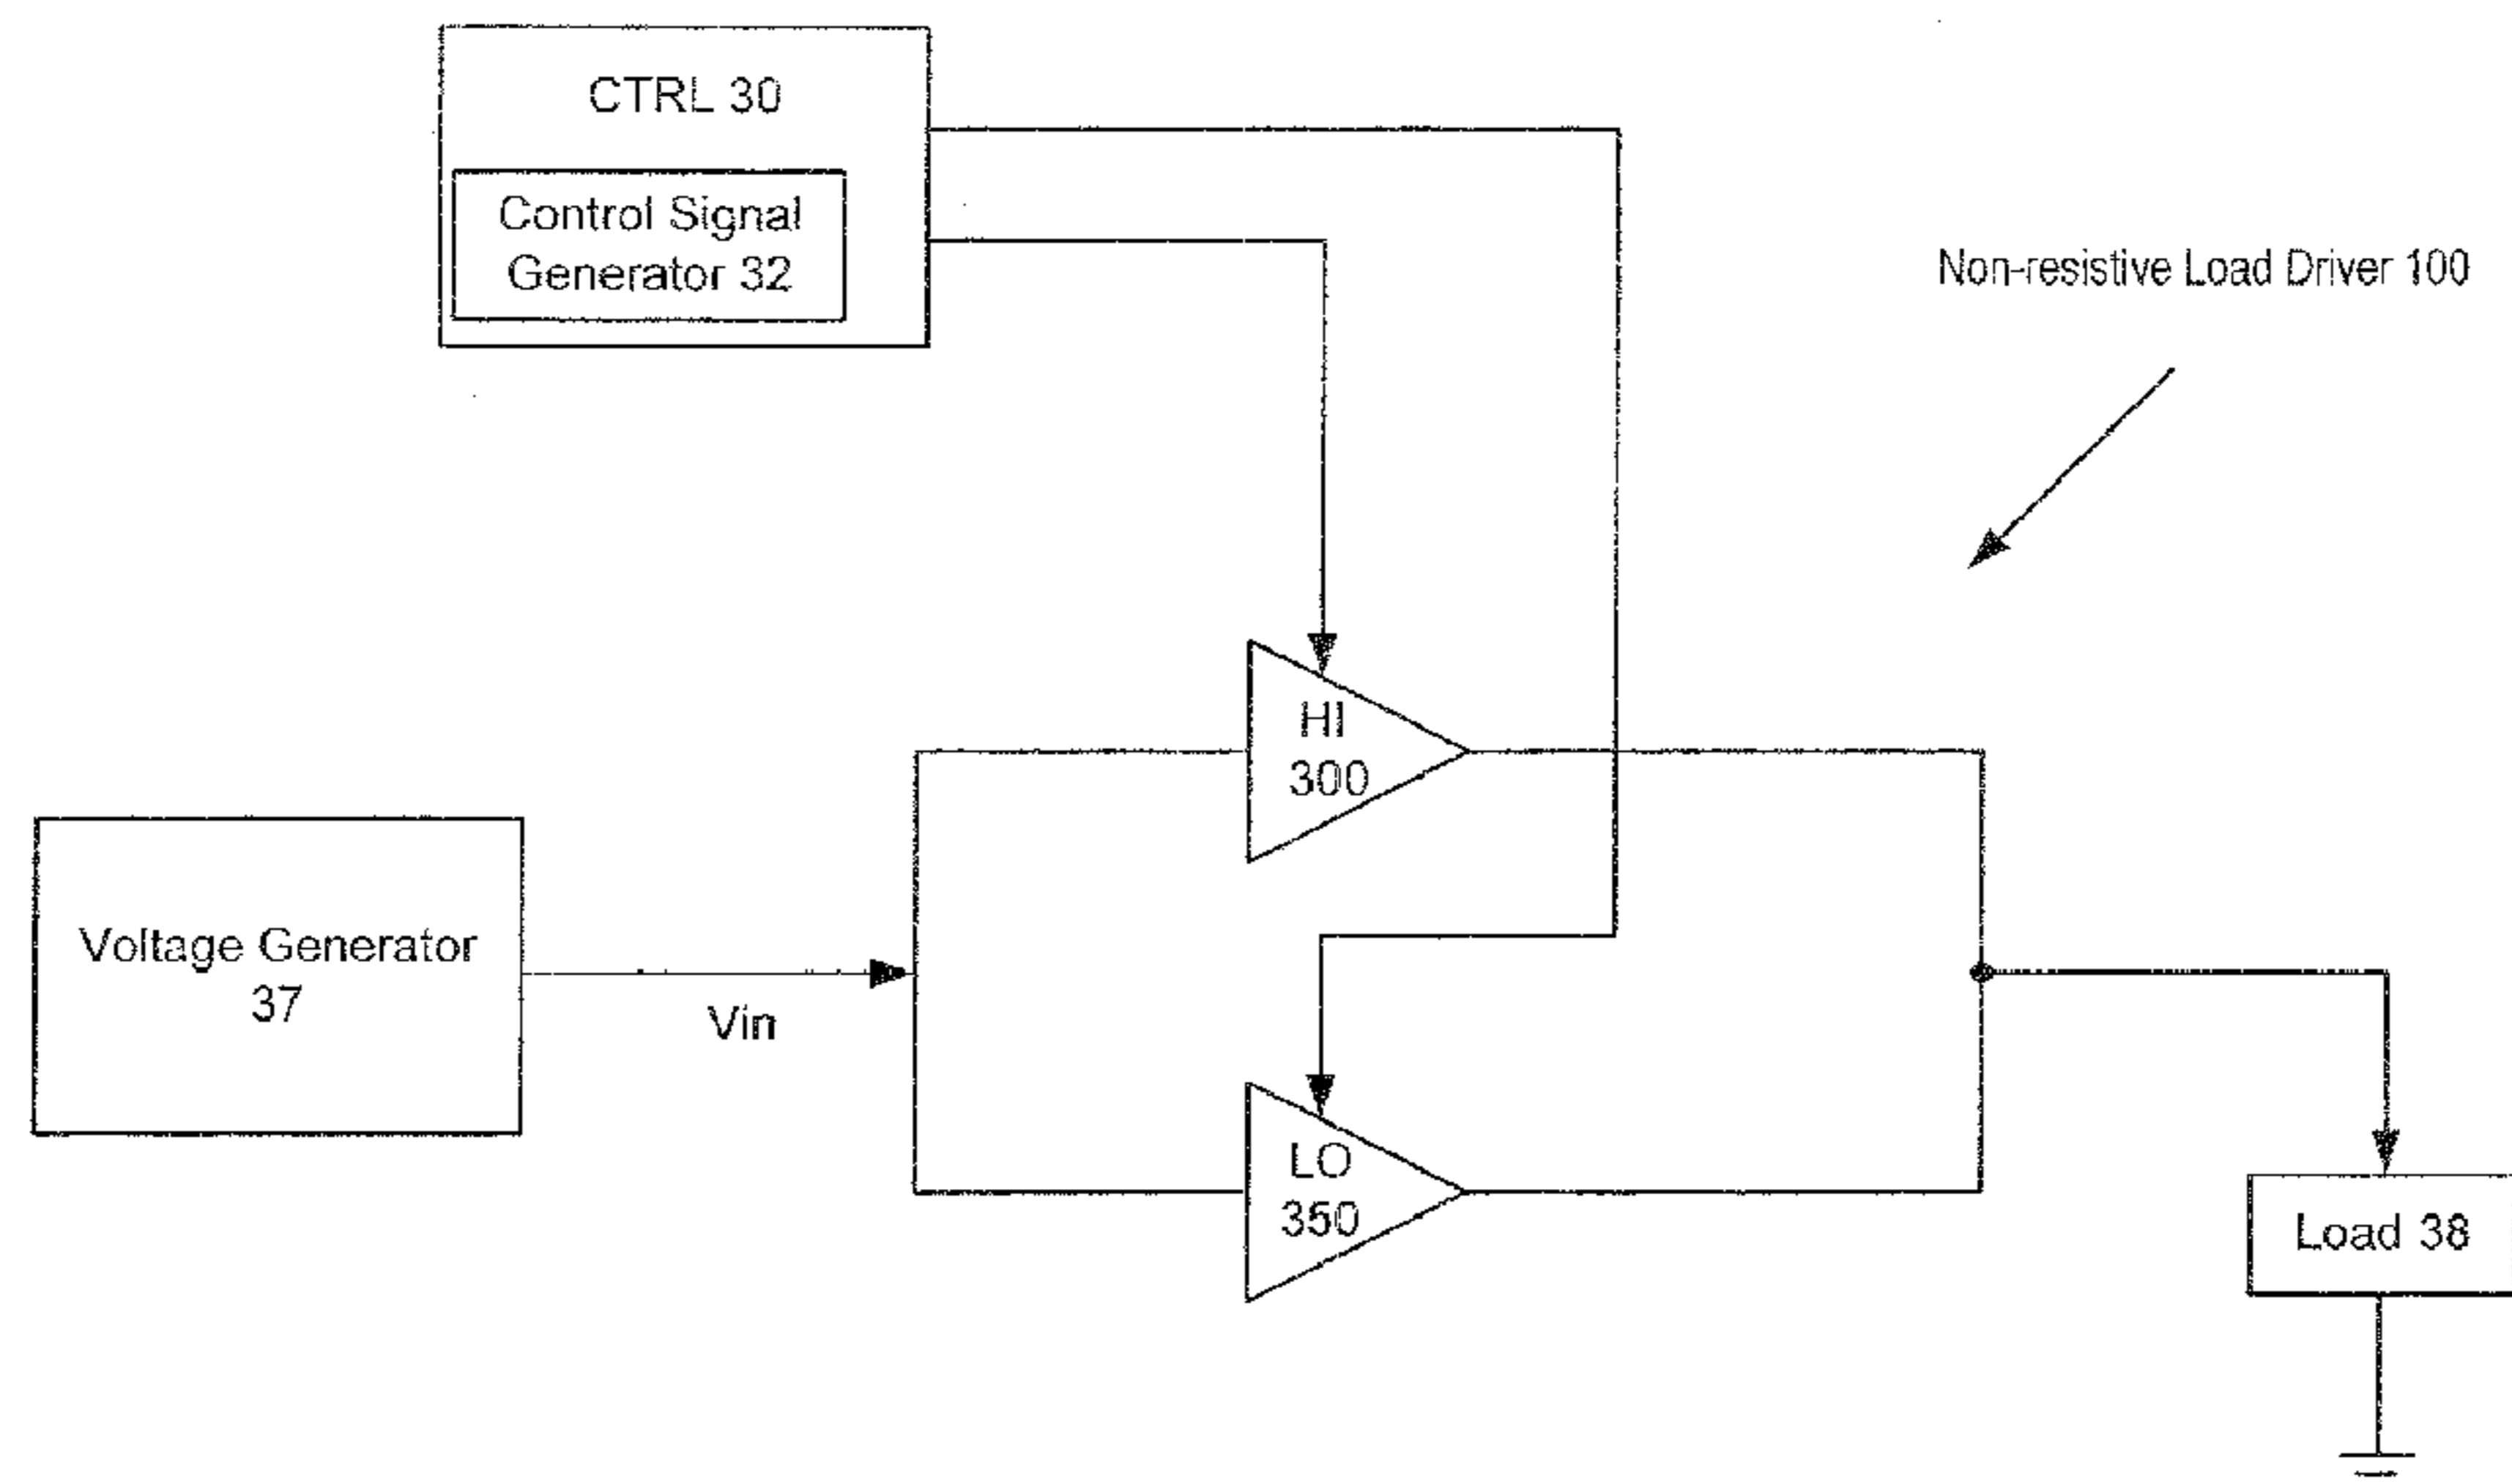 CTRL 30
Control Signal
Generator 32
Non-resistive Load Driver 100
HI
300
Voltage Generator
37
Vin
LO
350
Load 38